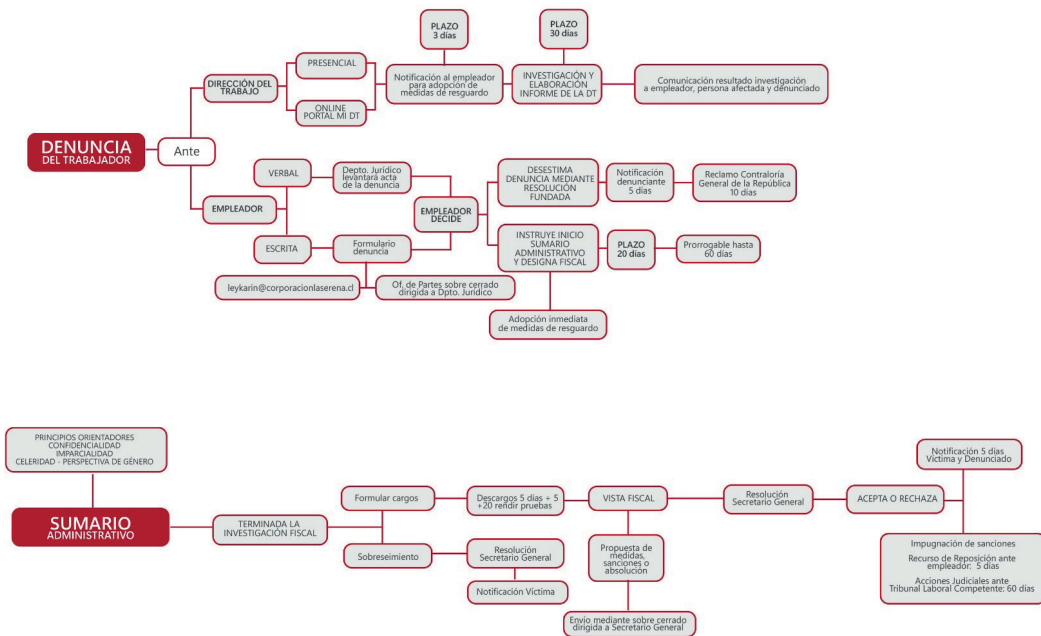 PLAZO
3 días
PLAZO
30 días
DIRECCIÓN DEL
TRABAJO
PRESENCIAL
ONLINE
PORTAL MI DT
Notificación al empleador
para adopción de
medidas de resguardo
INVESTIGACIÓN Y
ELABORACIÓN
INFORME DE LA DT
Comunicación resultado investigación
a empleador, persona afectada y denunciado
DENUNCIA
DEL TRABAJADOR
Ante
EMPLEADOR
VERBAL
Depto. Jurídico
levantará acta
de la denuncia
ESCRITA
Formulario
denuncia
leykarin@corporacionlaserena.cl
Of, de Partes sobre cerrado
dirigida a Dpto. Jurídico
EMPLEADOR
DECIDE
DESESTIMA
DENUNCIA MEDIANTE
RESOLUCIÓN
FUNDADA
Notificación
denunciante
5 días
Reclamo Contraloría
General de la República
10 días
INSTRUYE INICIO
SUMARIO
ADMINISTRATIVO
Y DESIGNA FISCAL
PLAZO
20 días
Prorrogable hasta
60 días
Adopción inmediata
de medidas de resguardo
PRINCIPIOS ORIENTADORES
CONFIDENCIALIDAD
IMPARCIALIDAD
CELERIDAD - PERSPECTIVA DE GÉNERO
SUMARIO
ADMINISTRATIVO
TERMINADA LA
INVESTIGACIÓN FISCAL
Formular cargos
Descargos 5 días + 5
+20 rendir pruebas
VISTA FISCAL
Resolución
Secretario General
ACEPTA O RECHAZA
Notificación 5 días
Víctima y Denunciado
Sobreseimiento
Resolución
Secretario General
Notificación Víctima
Propuesta de
medidas,
sanciones o
absolución
Envío mediante sobre cerrado
dirigida a Secretario General
Impugnación de sanciones
Recurso de Reposición ante
empleador: 5 días
Acciones Judiciales ante
Tribunal Laboral Competente: 60 días